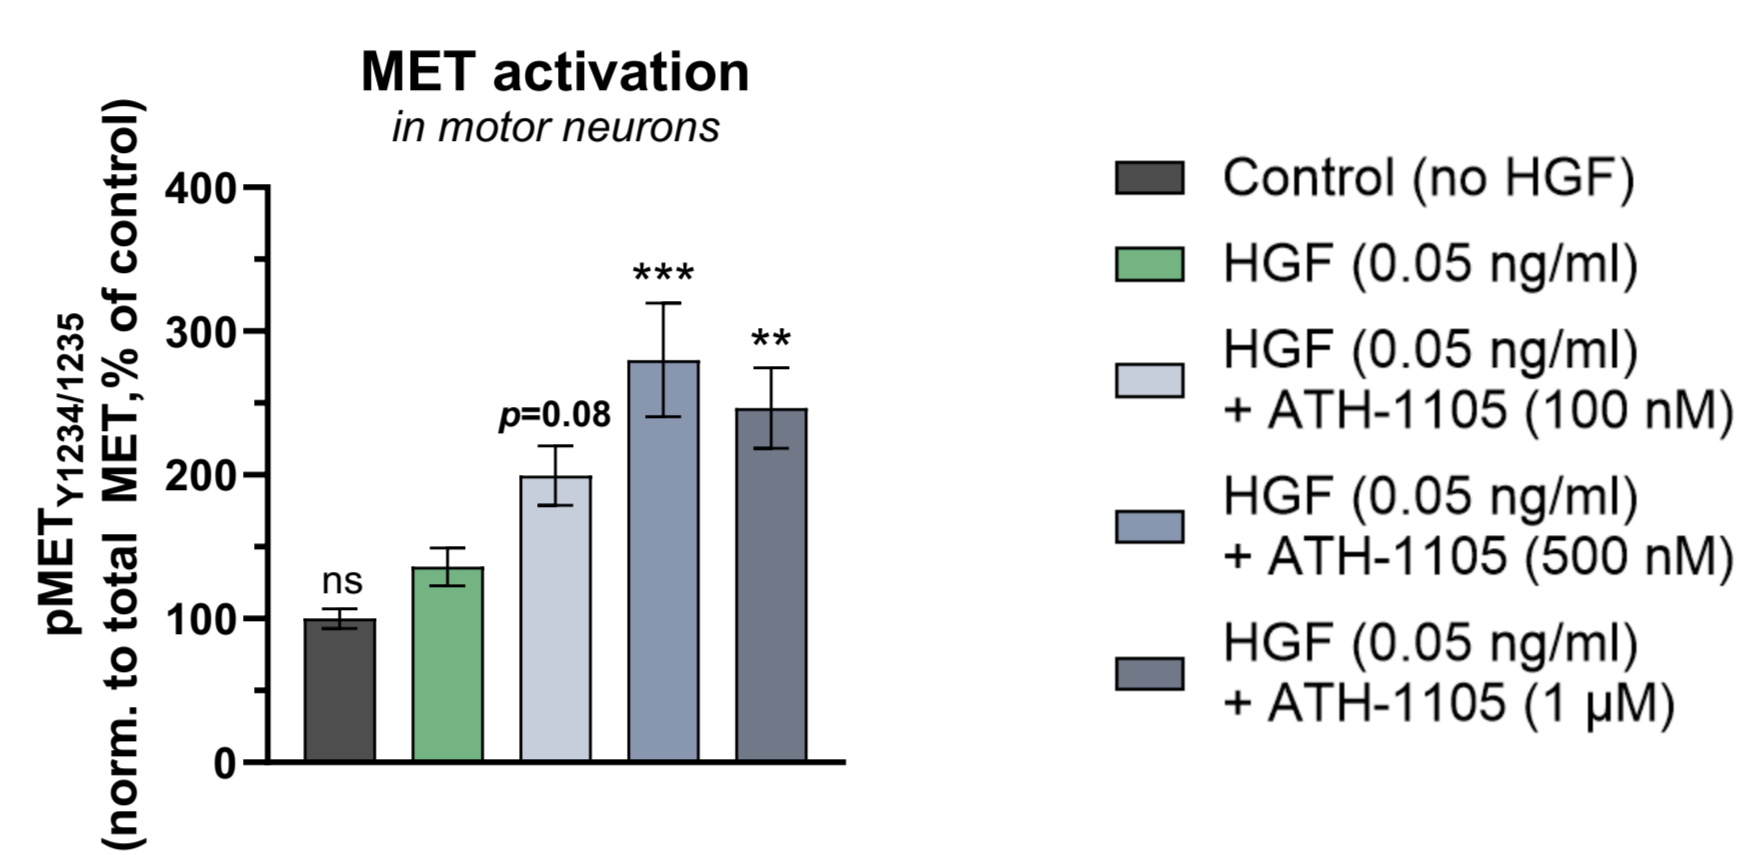 MET activation
in motor neurons
pMETY1234/1235
(norm. to total MET,% of control)
400
300
200
100
0
ns
p=0.08
***
**
Control (no HGF)
HGF (0.05 ng/ml)
HGF (0.05 ng/ml)
+ ATH-1105 (100 nM)
HGF (0.05 ng/ml)
+ ATH-1105 (500 nM)
HGF (0.05 ng/ml)
+ ATH-1105 (1 µM)